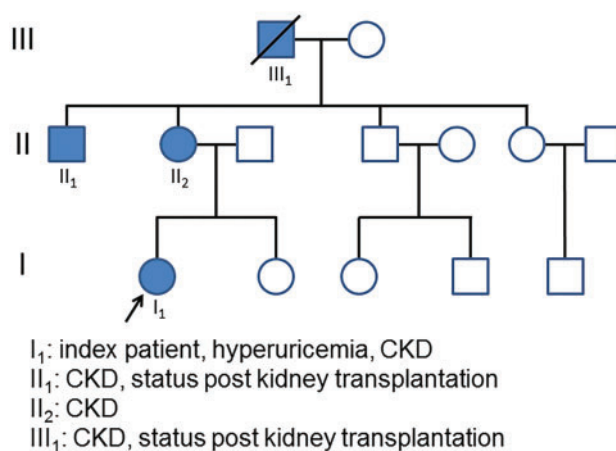 III
III₁
II
II₁
II₂
I
I₁
I₁: index patient, hyperuricemia, CKD
II₁: CKD, status post kidney transplantation
II₂: CKD
III₁: CKD, status post kidney transplantation